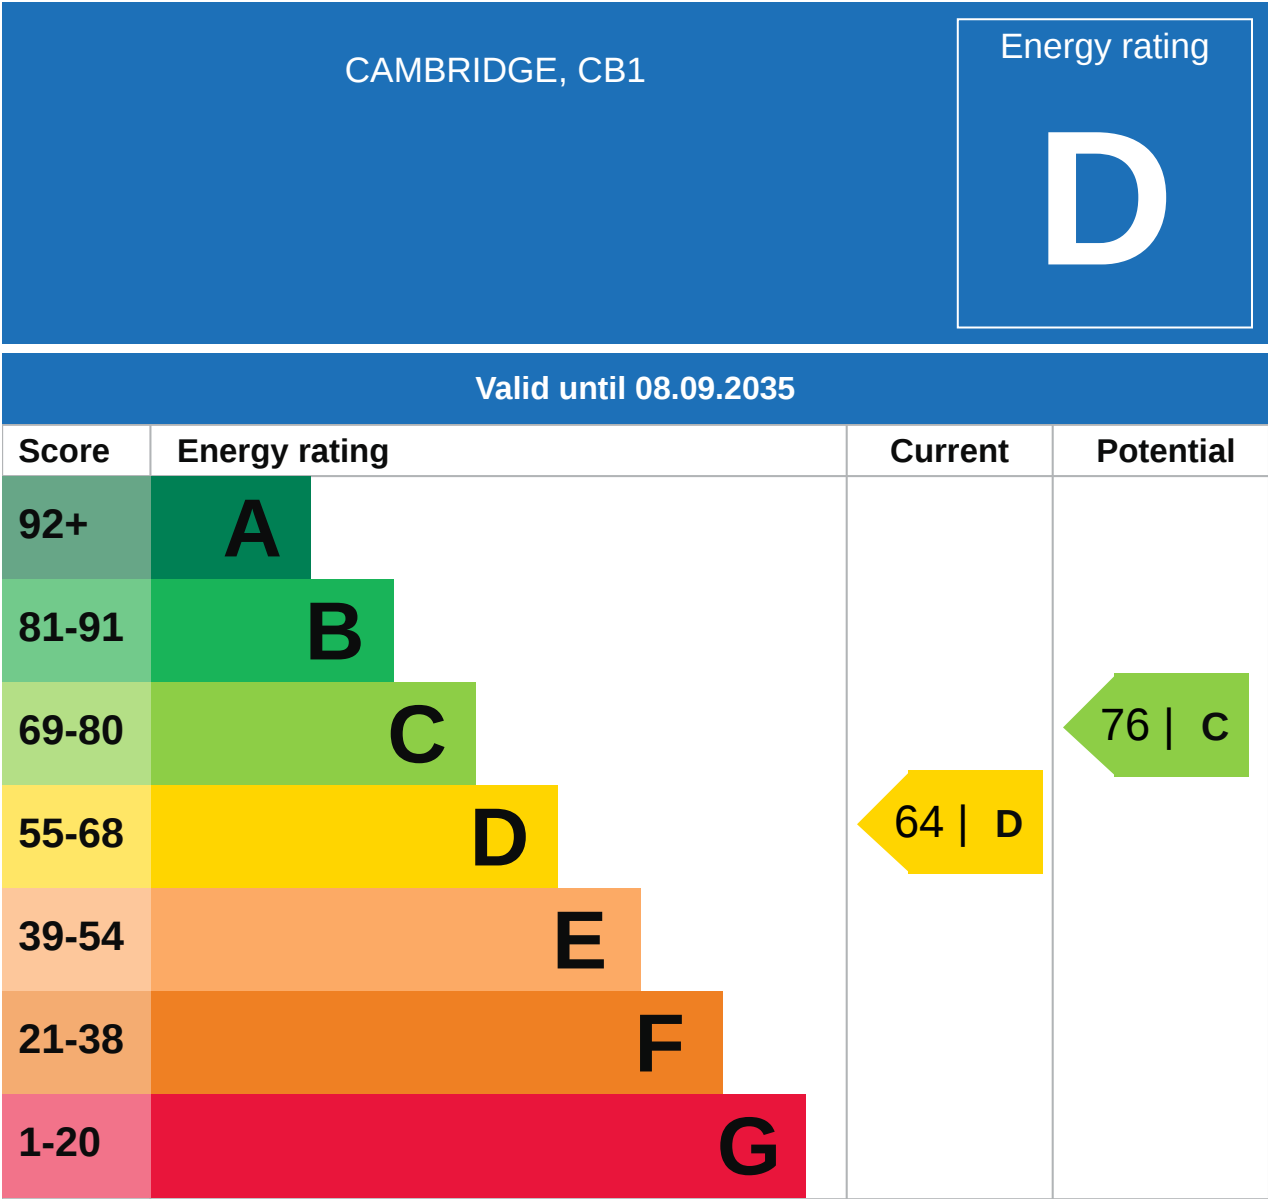 CAMBRIDGE, CB1
Energy rating
D
Valid until 08.09.2035
Score Energy rating Current Potential
92+ A
81-91 B
69-80 C 76 | C
55-68 D 64 | D
39-54 E
21-38 F
1-20 G